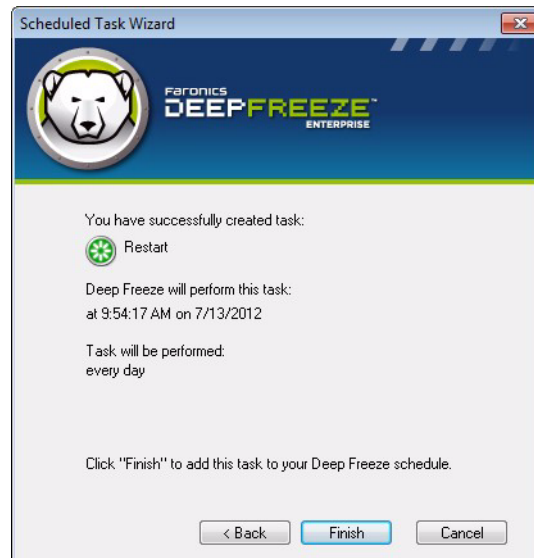 Scheduled Task Wizard
FARONICS
DEEPFREEZE™
ENTERPRISE
You have successfully created task:
Restart
Deep Freeze will perform this task:
at 9:54:17 AM on 7/13/2012
Task will be performed:
every day
Click "Finish" to add this task to your Deep Freeze schedule.
< Back Finish Cancel